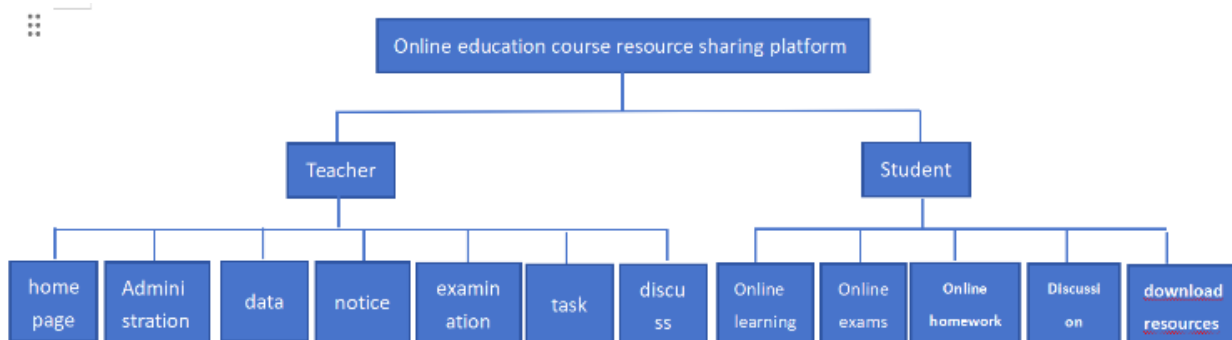 Online education course resource sharing platform
Teacher
Student
home
page
Admini
stration
data
notice
examin
ation
task
discu
ss
Online
learning
Online
exams
Online
homework
Discussi
on
download
resources